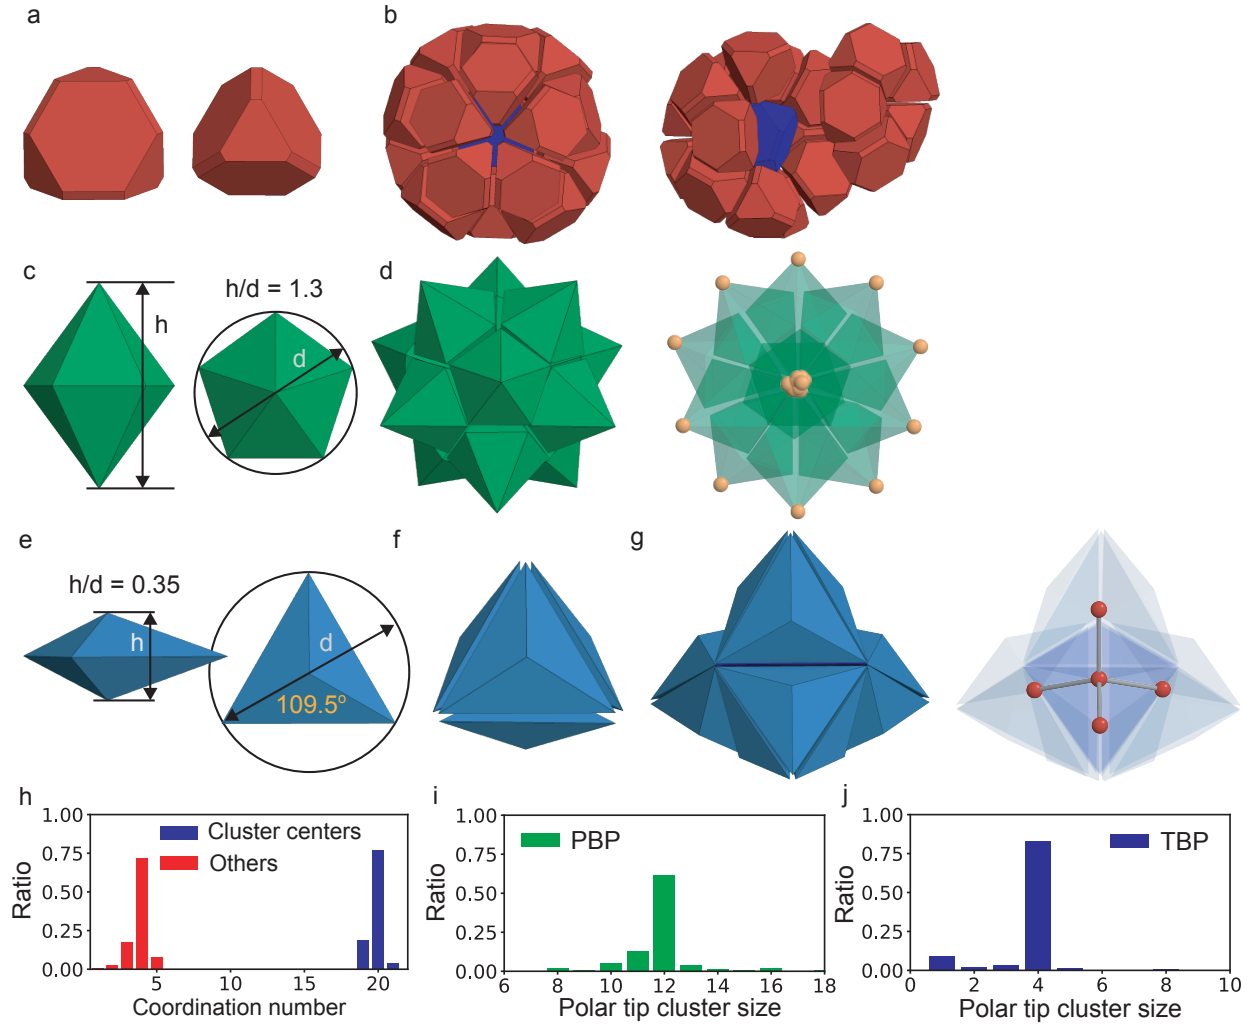 a
b
c
h
h/d = 1.3
d
d
e
h/d = 0.35
h
d
109.5°
f
g
h
1.00
0.75
0.50
0.25
0.00
Ratio
Cluster centers
Others
5
10
15
20
Coordination number
i
1.00
0.75
0.50
0.25
0.00
Ratio
PBP
6
8
10
12
14
16
18
Polar tip cluster size
j
1.00
0.75
0.50
0.25
0.00
Ratio
TBP
0
2
4
6
8
10
Polar tip cluster size